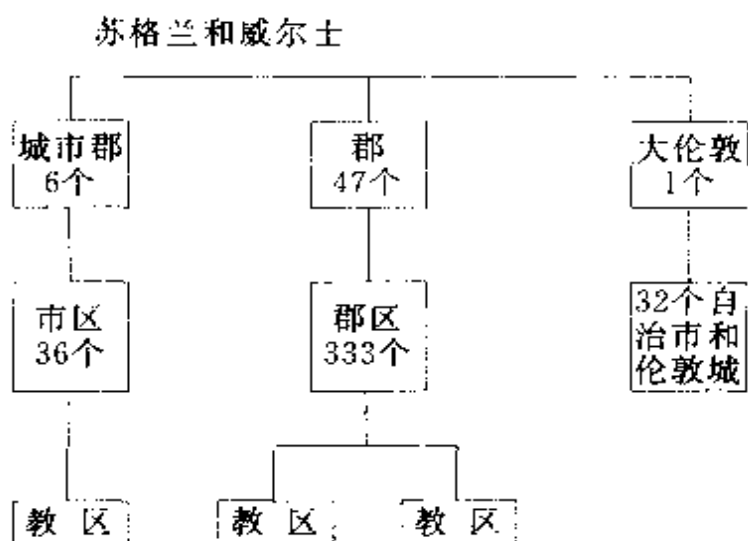 苏格兰和威尔士
城市郡
6个
郡
47个
大伦敦
1个
市区
36个
郡区
333个
32个自
治市和
伦敦城
教 区
教 区
教 区